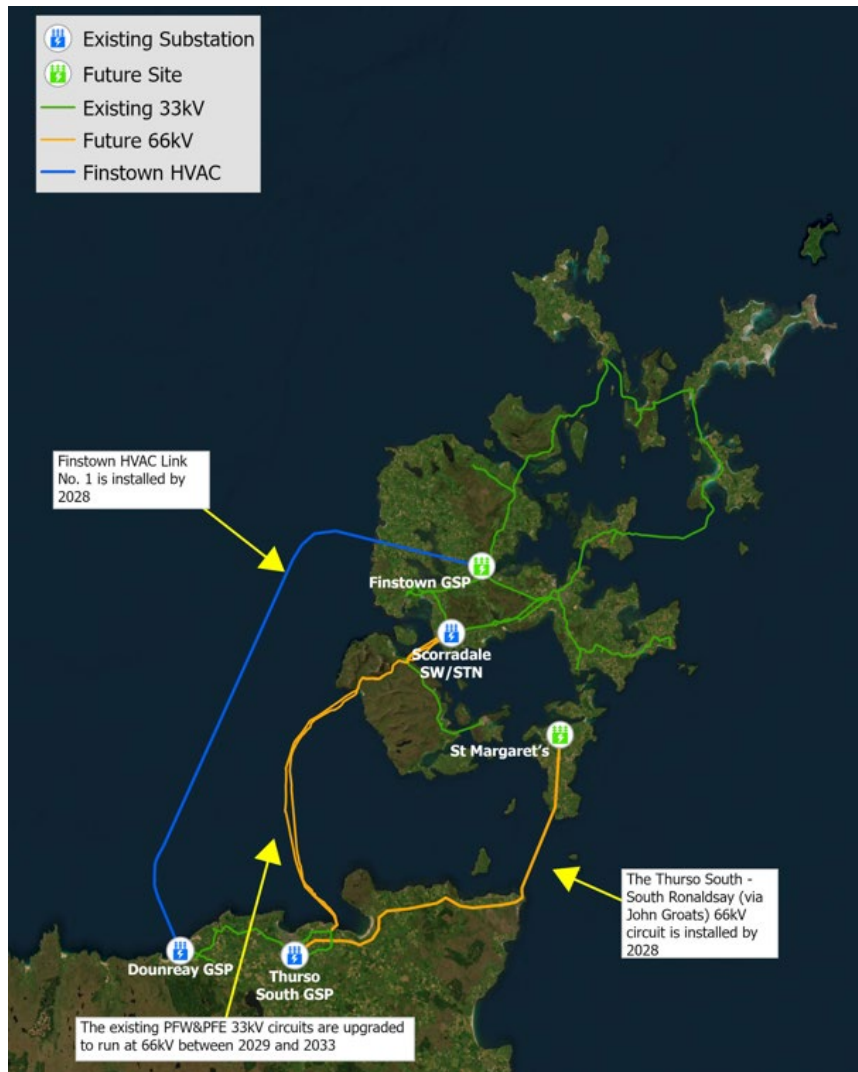 Existing Substation
Future Site
Existing 33kV
Future 66kV
Finstown HVAC
Finstown HVAC Link
No. 1 is installed by
2028
Finstown GSP
Scorradale
SW/STN
St Margaret's
The Thurso South -
South Ronaldsay (via
John Groats) 66kV
circuit is installed by
2028
Dounreay GSP
Thurso
South GSP
The existing PFW&PFE 33kV circuits are upgraded
to run at 66kV between 2029 and 2033